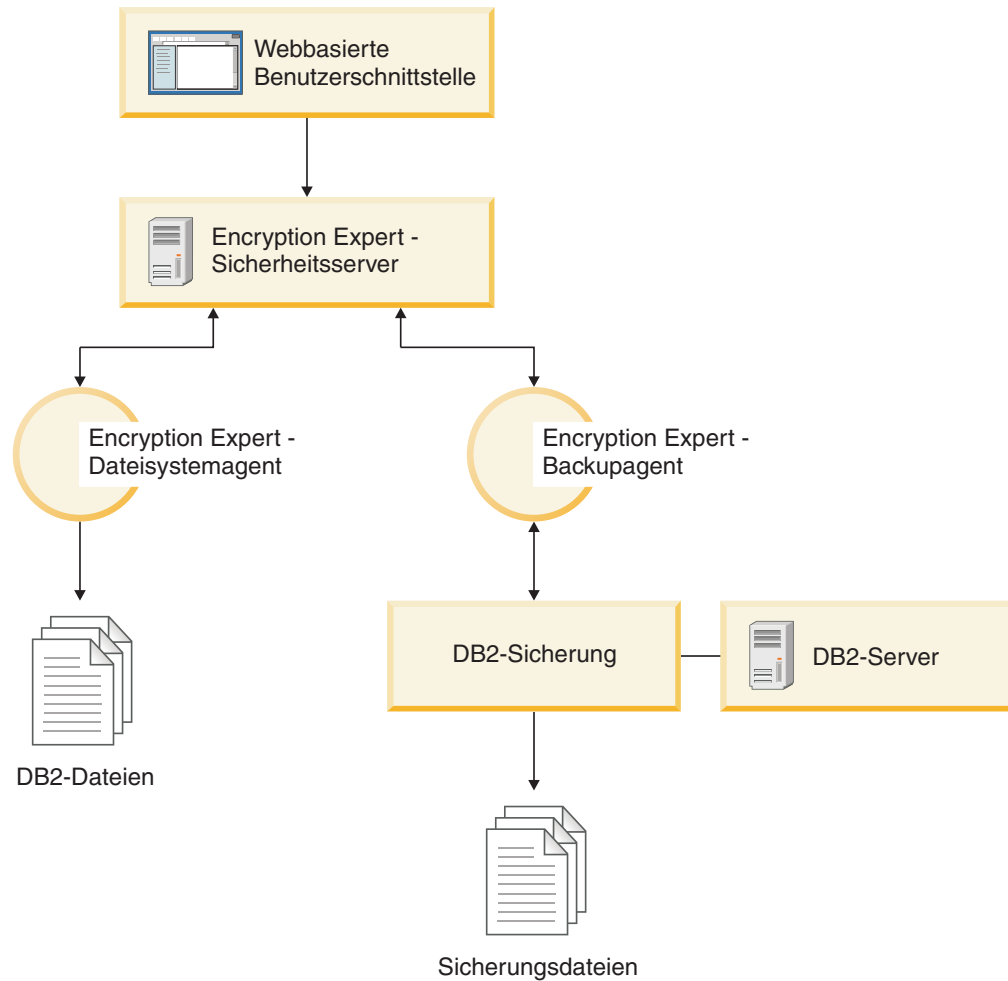 Webbasierte
Benutzerschnittstelle
Encryption Expert -
Sicherheitsserver
Encryption Expert -
Dateisystemagent
Encryption Expert -
Backupagent
DB2-Sicherung
DB2-Server
DB2-Dateien
Sicherungsdateien